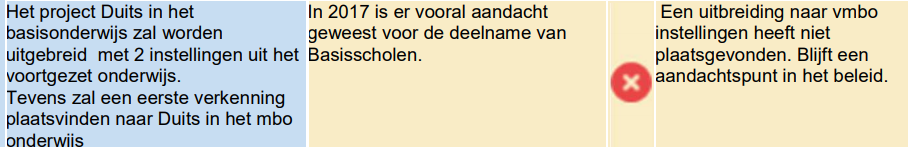 Het project Duits in het
basisonderwijs zal worden
uitgebreid  met 2 instellingen uit het
voortgezet onderwijs.
Tevens zal een eerste verkenning
plaatsvinden naar Duits in het mbo
onderwijs
In 2017 is er vooral aandacht
geweest voor de deelname van
Basisscholen.
Een uitbreiding naar vmbo
instellingen heeft niet
plaatsgevonden. Blijft een
aandachtspunt in het beleid.